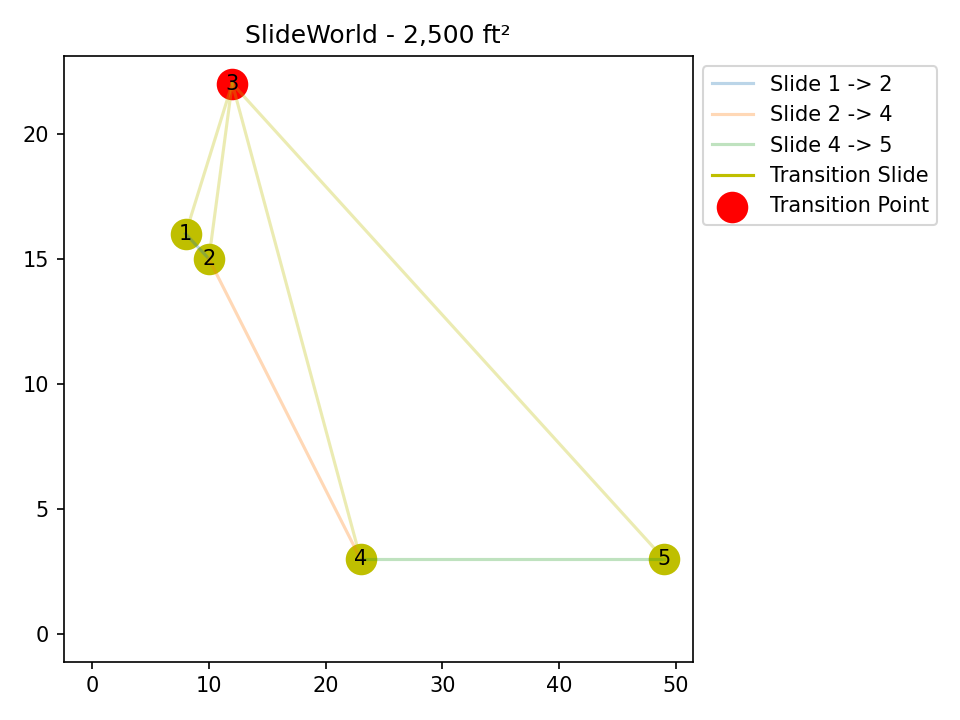 SlideWorld - 2,500 ft²
Slide 1 -> 2
Slide 2 -> 4
Slide 4 -> 5
Transition Slide
Transition Point
20
15
10
5
0
3
1
2
4
5
0
10
20
30
40
50